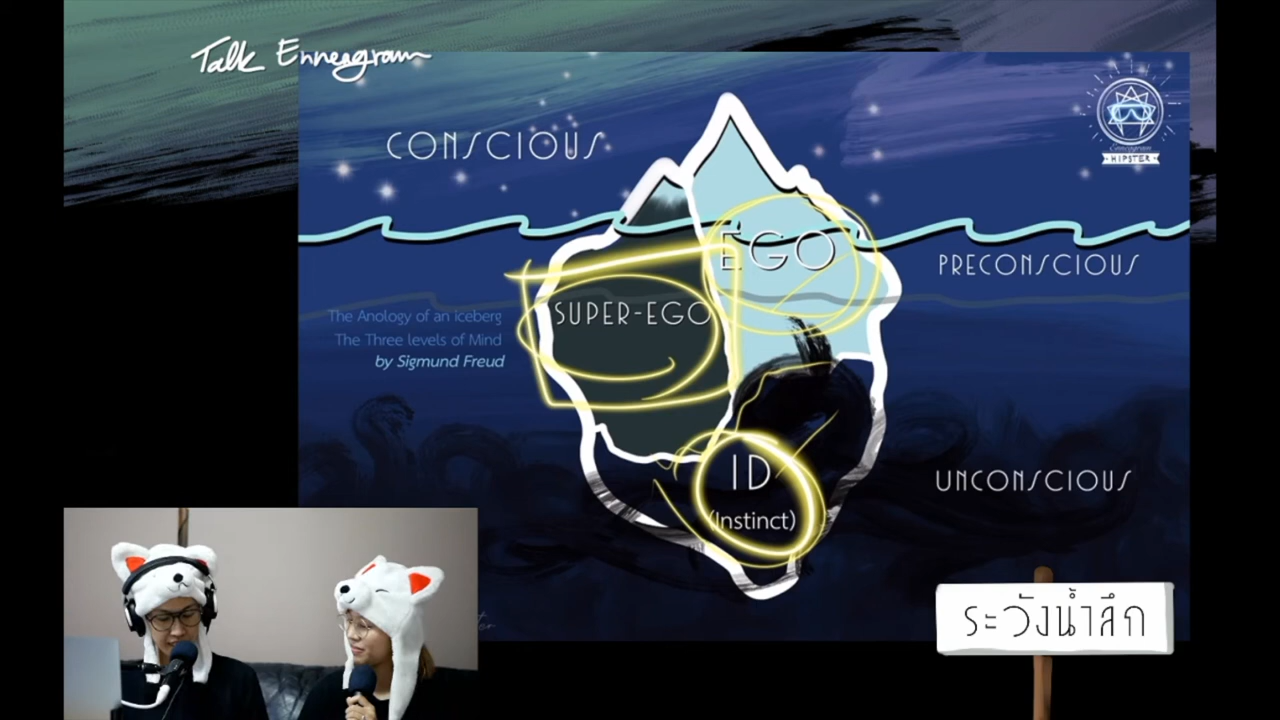 Talk Enneagram
CONSCIOUS
Enneagram
HIPSTER
EGO
PRECONSCIOUS
SUPER-EGO
The Anology of an iceberg
The Three levels of Mind
by Sigmund Freud
ID
(Instinct)
UNCONSCIOUS
ระวังน้ำลึก